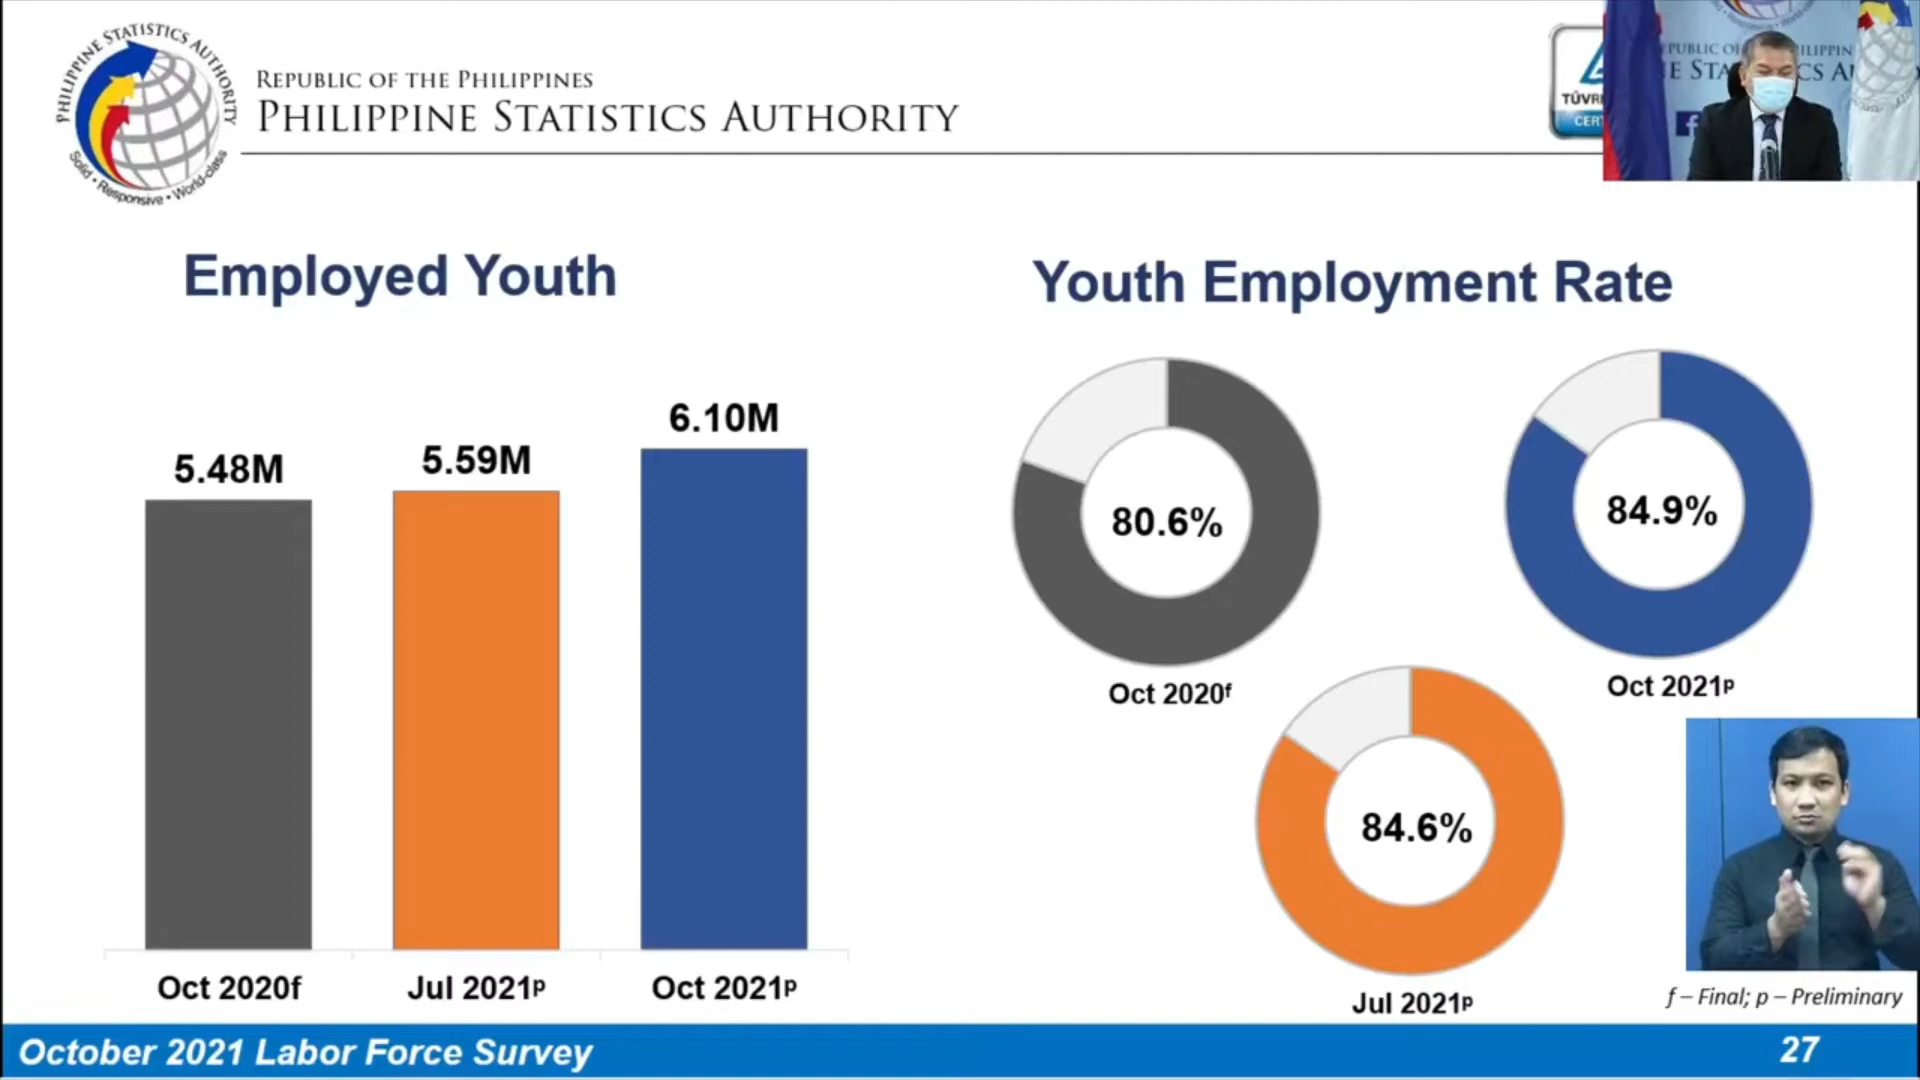 PHILIPPINE STATISTICS AUTHORITY
Solid • Responsive • World-class
REPUBLIC OF THE PHILIPPINES
PHILIPPINE STATISTICS AUTHORITY
Employed Youth
5.48M
5.59M
6.10M
Oct 2020f
Jul 2021p
Oct 2021p
Youth Employment Rate
80.6%
Oct 2020f
84.9%
Oct 2021p
84.6%
Jul 2021p
f – Final; p – Preliminary
October 2021 Labor Force Survey
27